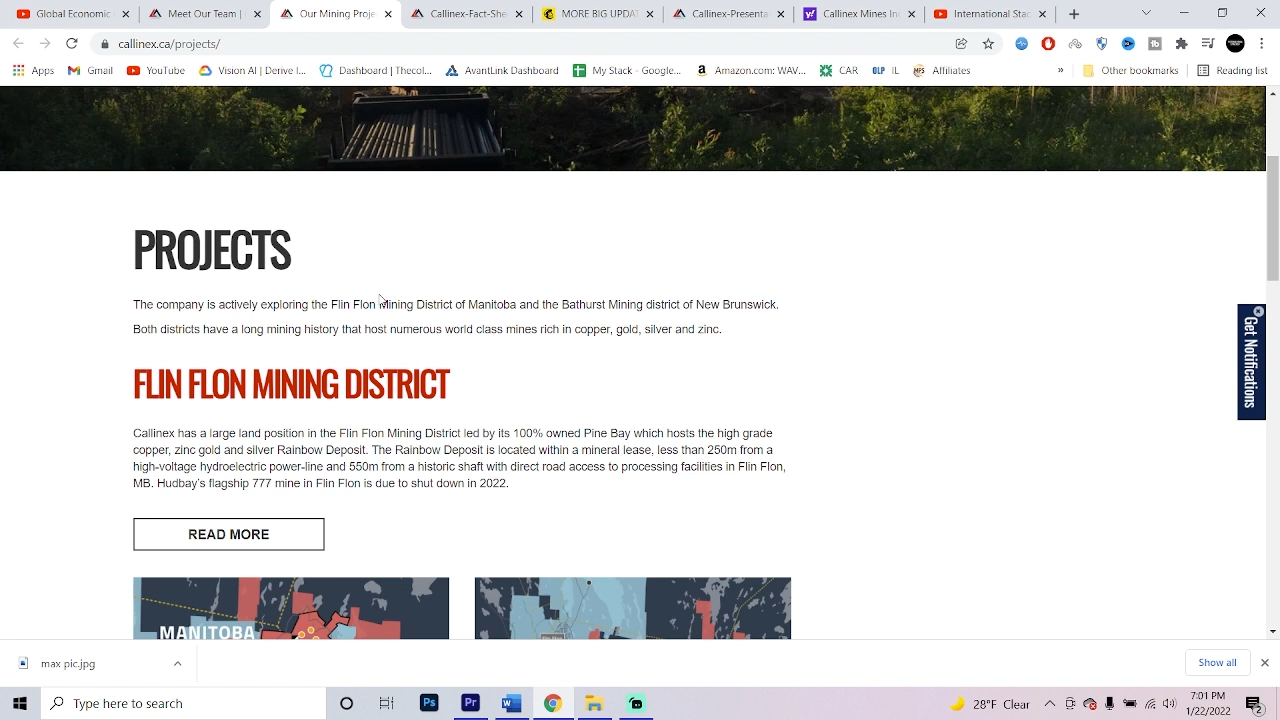 Golden Economi
Callinex Mines
Our Mining Proj
Callinex-Fact-She
MORE BIG UPDAT
Callinex Presenta
Callinex Mines In
International Stac
callinex.ca/projects/
Apps
Gmail
YouTube
Vision AI | Derive I...
Dashboard | Thecol...
AvantLink Dashboard
My Stack - Google...
Amazon.com: WAV...
CAR
IL
Affiliates
»
Other bookmarks
Reading list
PROJECTS
The company is actively exploring the Flin Flon Mining District of Manitoba and the Bathurst Mining district of New Brunswick.
Both districts have a long mining history that host numerous world class mines rich in copper, gold, silver and zinc.
Get Notifications
FLIN FLON MINING DISTRICT
Callinex has a large land position in the Flin Flon Mining District led by its 100% owned Pine Bay which hosts the high grade
copper, zinc gold and silver Rainbow Deposit. The Rainbow Deposit is located within a mineral lease, less than 250m from a
high-voltage hydroelectric power-line and 550m from a historic shaft with direct road access to processing facilities in Flin Flon,
MB. Hudbay's flagship 777 mine in Flin Flon is due to shut down in 2022.
READ MORE
MANITOBA
max pic.jpg
Show all
Type here to search
28°F Clear
7:01 PM
1/22/2022
2